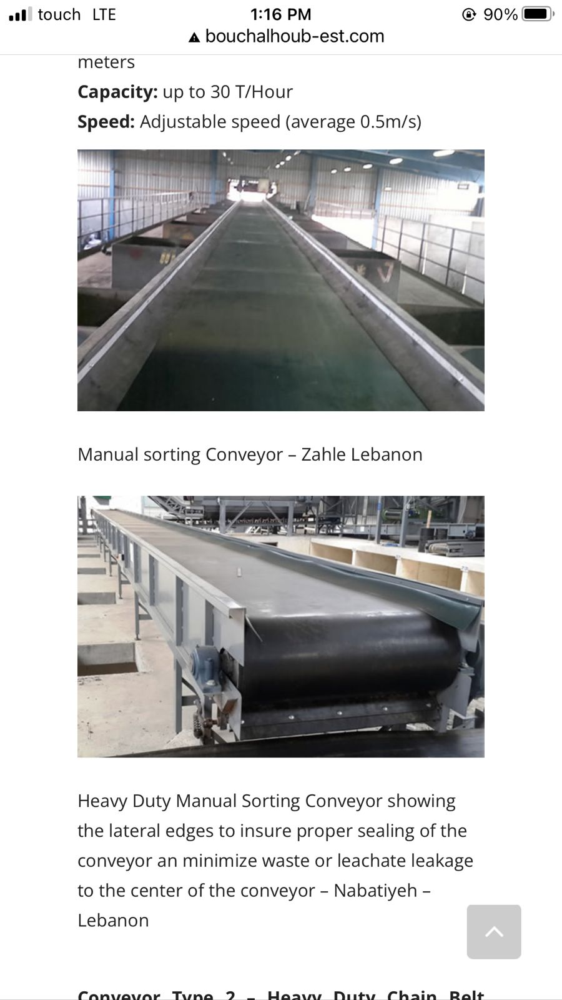 touch LTE 1:16 PM 90%
bouchalhoub-est.com
meters
Capacity: up to 30 T/Hour
Speed: Adjustable speed (average 0.5m/s)
Manual sorting Conveyor – Zahle Lebanon
Heavy Duty Manual Sorting Conveyor showing
the lateral edges to insure proper sealing of the
conveyor an minimize waste or leachate leakage
to the center of the conveyor – Nabatiyeh –
Lebanon
Conveyor Type 2 – Heavy Duty Chain Belt